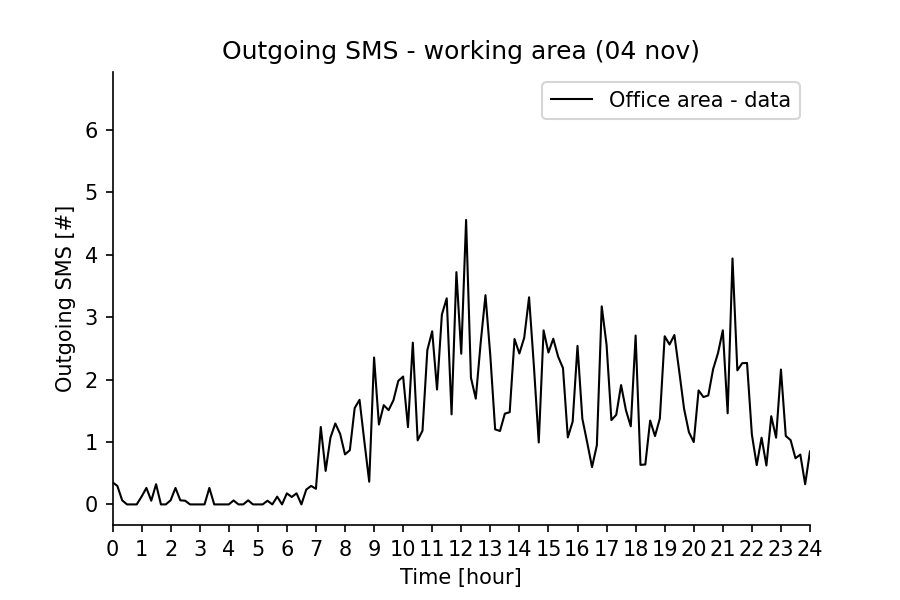 Outgoing SMS - working area (04 nov)
Office area - data
6
5
4
3
2
1
0
Outgoing SMS [#]
0 1 2 3 4 5 6 7 8 9 10 11 12 13 14 15 16 17 18 19 20 21 22 23 24
Time [hour]